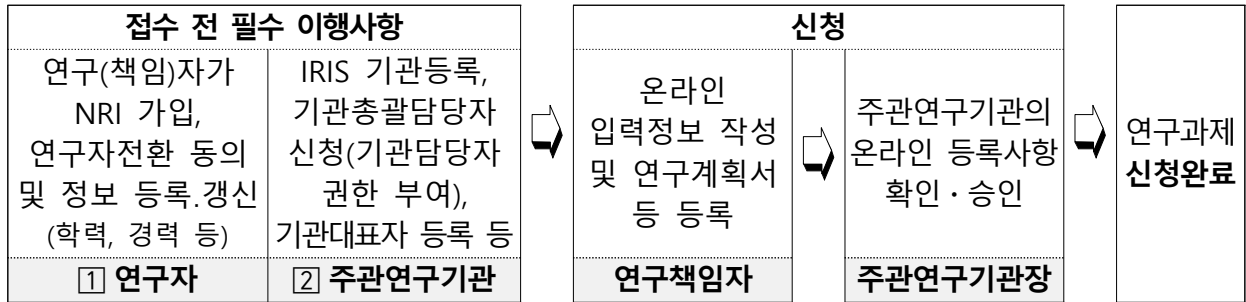 접수 전 필수 이행사항
연구(책임)자가
NRI 가입,
연구자전환 동의
및 정보 등록.갱신
(학력, 경력 등)
1 연구자
IRIS 기관등록,
기관총괄담당자
신청(기관담당자
권한 부여),
기관대표자 등록 등
2 주관연구기관
신청
온라인
입력정보 작성
및 연구계획서
등 등록
연구책임자
주관연구기관의
온라인 등록사항
확인・승인
주관연구기관장
연구과제
신청완료